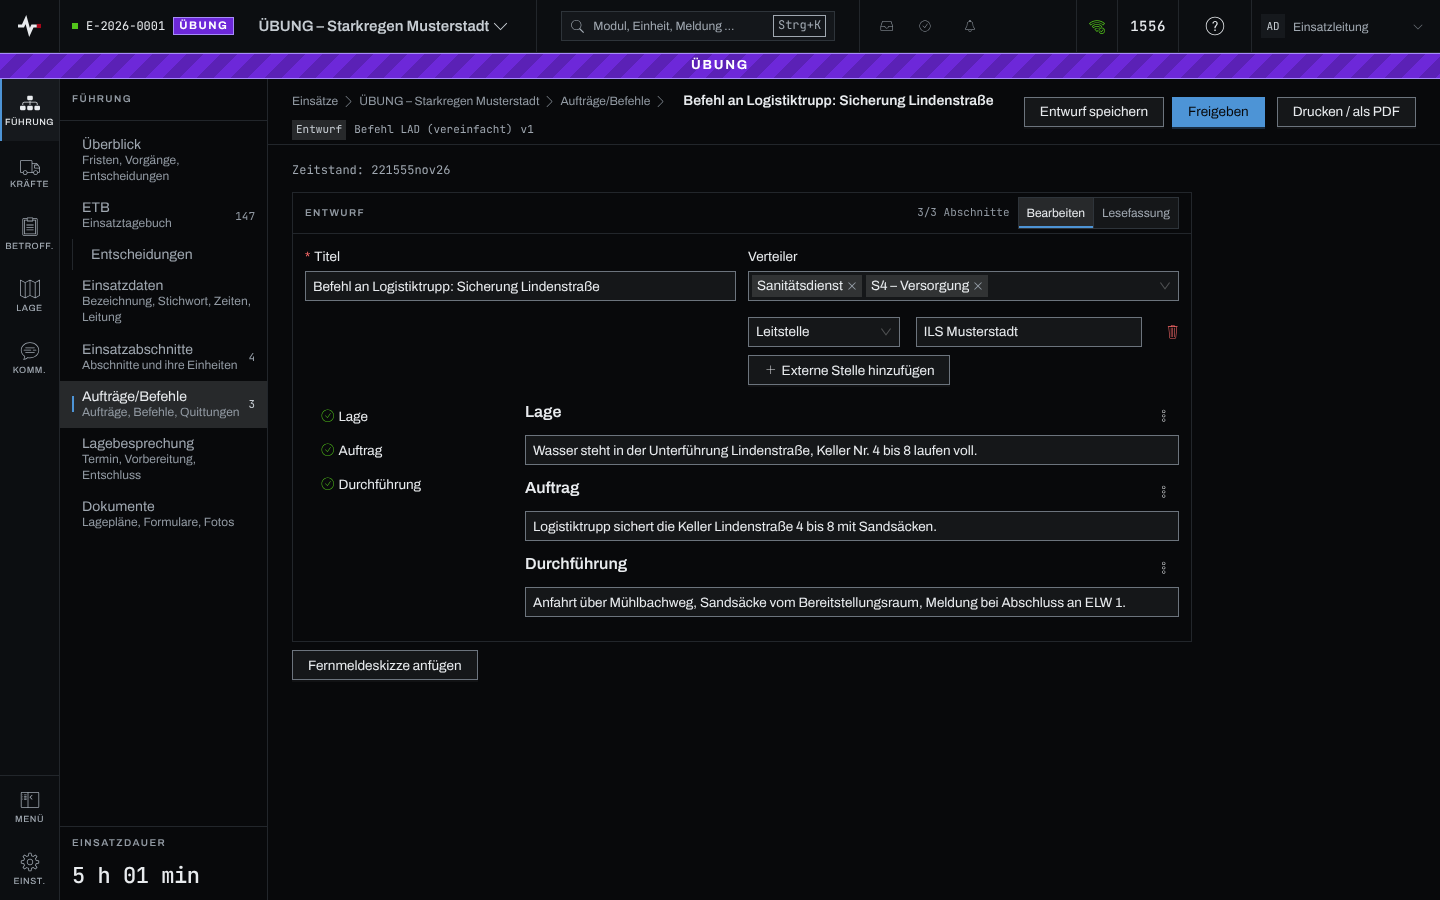 E-2026-0001 ÜBUNG
ÜBUNG – Starkregen Musterstadt
Modul, Einheit, Meldung ... Strg+K
1556
AD Einsatzleitung
ÜBUNG
FÜHRUNG
KRÄFTE
BETROFF.
LAGE
KOMM.
MENÜ
EINST.
FÜHRUNG
Überblick
Fristen, Vorgänge,
Entscheidungen
ETB
Einsatztagebuch
147
Entscheidungen
Einsatzdaten
Bezeichnung, Stichwort, Zeiten,
Leitung
Einsatzabschnitte
Abschnitte und ihre Einheiten
4
Aufträge/Befehle
Aufträge, Befehle, Quittungen
3
Lagebesprechung
Termin, Vorbereitung,
Entschluss
Dokumente
Lagepläne, Formulare, Fotos
EINSATZDAUER
5 h 01 min
Einsätze > ÜBUNG – Starkregen Musterstadt > Aufträge/Befehle > Befehl an Logistiktrupp: Sicherung Lindenstraße
Entwurf Befehl LAD (vereinfacht) v1
Entwurf speichern
Freigeben
Drucken / als PDF
Zeitstand: 221555nov26
ENTWURF
3/3 Abschnitte
Bearbeiten
Lesefassung
* Titel
Befehl an Logistiktrupp: Sicherung Lindenstraße
Verteiler
Sanitätsdienst × S4 – Versorgung ×
Leitstelle
ILS Musterstadt
+ Externe Stelle hinzufügen
Lage
Auftrag
Durchführung
Lage
Wasser steht in der Unterführung Lindenstraße, Keller Nr. 4 bis 8 laufen voll.
Auftrag
Logistiktrupp sichert die Keller Lindenstraße 4 bis 8 mit Sandsäcken.
Durchführung
Anfahrt über Mühlbachweg, Sandsäcke vom Bereitstellungsraum, Meldung bei Abschluss an ELW 1.
Fernmeldeskizze anfügen